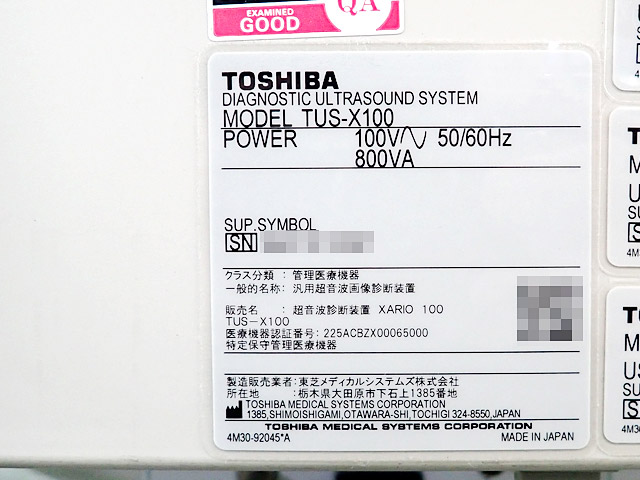 QA
EXAMINED
GOOD
TOSHIBA
DIAGNOSTIC ULTRASOUND SYSTEM
MODEL TUS-X100
POWER 100V 50/60Hz
800VA
SUP.SYMBOL
SN
クラス分類 : 管理医療機器
一般的名称: 汎用超音波画像診断装置
販売名 : 超音波診断装置 XARIO 100
TUS-X100
医療機器認証番号: 225ACBZX00065000
特定保守管理医療機器
製造販売業者:東芝メディカルシステムズ株式会社
所在地 :栃木県大田原市下石上1385番地
TOSHIBA MEDICAL SYSTEMS CORPORATION
1385,SHIMOISHIGAMI,OTAWARA-SHI,TOCHIGI 324-8550,JAPAN
TOSHIBA MEDICAL SYSTEMS CORPORATION
4M30-92045*A MADE IN JAPAN